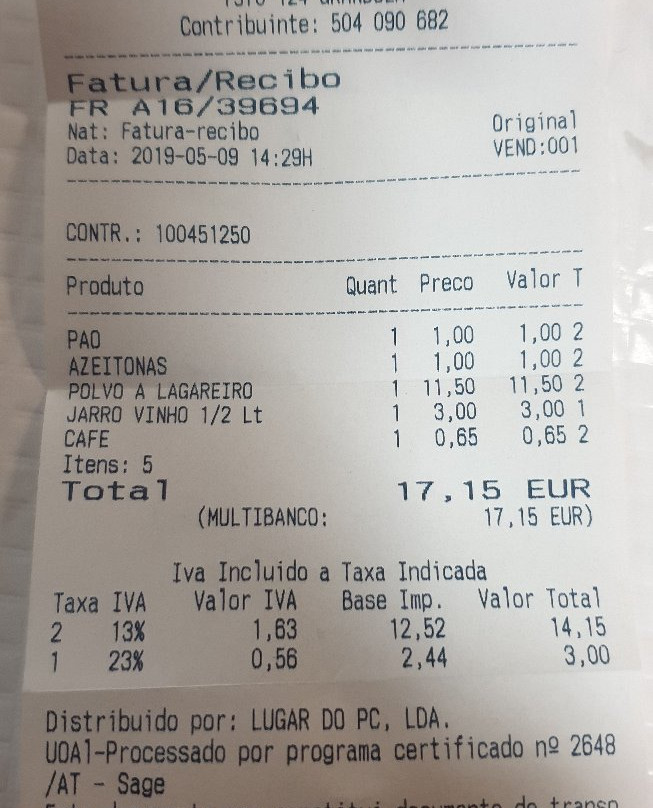 Contribuinte: 504 090 682
Fatura/Recibo
FR A16/39694
Nat: Fatura-recibo Original
Data: 2019-05-09 14:29H VEND:001
CONTR.: 100451250
Produto Quant Preco Valor T
PAO 1 1,00 1,00 2
AZEITONAS 1 1,00 1,00 2
POLVO A LAGAREIRO 1 11,50 11,50 2
JARRO VINHO 1/2 Lt 1 3,00 3,00 1
CAFE 1 0,65 0,65 2
Itens: 5
Total 17,15 EUR
(MULTIBANCO: 17,15 EUR)
Iva Incluido a Taxa Indicada
Taxa IVA Valor IVA Base Imp. Valor Total
2 13% 1,63 12,52 14,15
1 23% 0,56 2,44 3,00
Distribuido por: LUGAR DO PC, LDA.
UOA1-Processado por programa certificado nº 2648
/AT - Sage
documento de transp